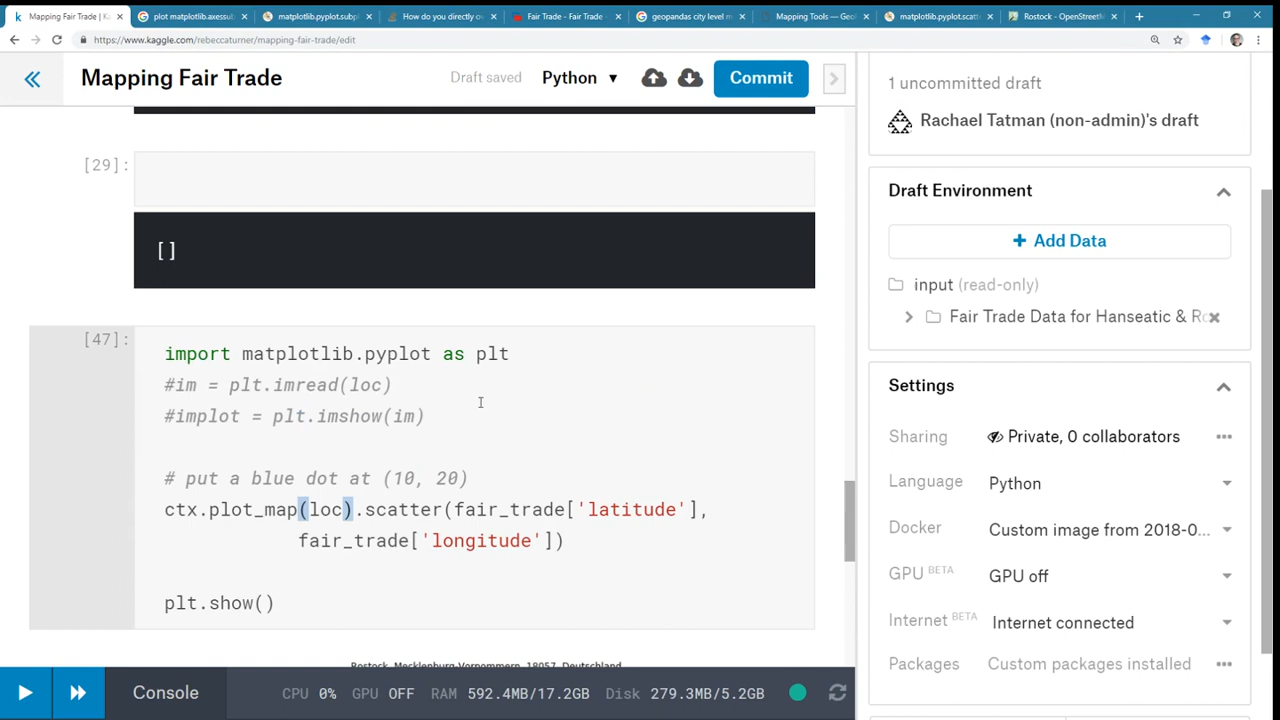 Mapping Fair Trade | K
plot matplotlib.axessub
matplotlib.pyplot.subp
How do you directly ov
Fair Trade - Fair Trade
geopandas city level m
Mapping Tools — GeoP
matplotlib.pyplot.scatt
Rostock - OpenStreetM
https://www.kaggle.com/rebeccaturner/mapping-fair-trade/edit
Mapping Fair Trade
Draft saved
Python
Commit
1 uncommitted draft
Rachael Tatman (non-admin)'s draft
Draft Environment
+ Add Data
input (read-only)
Fair Trade Data for Hanseatic & Ro
Settings
Sharing Private, 0 collaborators
Language Python
Docker Custom image from 2018-0...
GPU BETA GPU off
Internet BETA Internet connected
Packages Custom packages installed
[29]:
[]
[47]:
import matplotlib.pyplot as plt
#im = plt.imread(loc)
#implot = plt.imshow(im)
# put a blue dot at (10, 20)
ctx.plot_map(loc).scatter(fair_trade['latitude'],
fair_trade['longitude'])
plt.show()
Rostock, Mecklenburg-Vorpommern, 18057, Deutschland
Console
CPU 0% GPU OFF RAM 592.4MB/17.2GB Disk 279.3MB/5.2GB